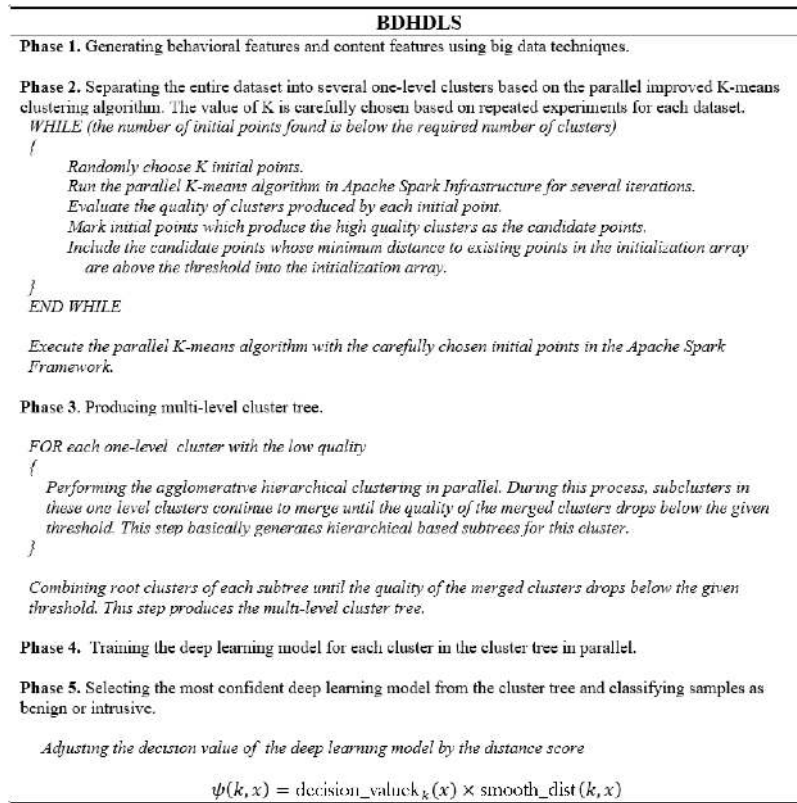 BDHDLS
Phase 1. Generating behavioral features and content features using big data techniques.
Phase 2. Separating the entire dataset into several one-level clusters based on the parallel improved K-means
clustering algorithm. The value of K is carefully chosen based on repeated experiments for each dataset.
WHILE (the number of initial points found is below the required number of clusters)
{
Randomly choose K initial points.
Run the parallel K-means algorithm in Apache Spark Infrastructure for several iterations.
Evaluate the quality of clusters produced by each initial point.
Mark initial points which produce the high quality clusters as the candidate points.
Include the candidate points whose minimum distance to existing points in the initialization array
are above the threshold into the initialization array.
}
END WHILE
Execute the parallel K-means algorithm with the carefully chosen initial points in the Apache Spark
Framework.
Phase 3. Producing multi-level cluster tree.
FOR each one-level cluster with the low quality
{
Performing the agglomerative hierarchical clustering in parallel. During this process, subclusters in
these one level clusters continue to merge until the quality of the merged clusters drops below the given
threshold. This step basically generates hierarchical based subtrees for this cluster.
}
Combining root clusters of each subtree until the quality of the merged clusters drops below the given
threshold. This step produces the multi-level cluster tree.
Phase 4. Training the deep learning model for each cluster in the cluster tree in parallel.
Phase 5. Selecting the most confident deep learning model from the cluster tree and classifying samples as
benign or intrusive.
Adjusting the decision value of the deep learning model by the distance score
ψ(k, x) = decision_valuek_k(x) × smooth_dist(k, x)